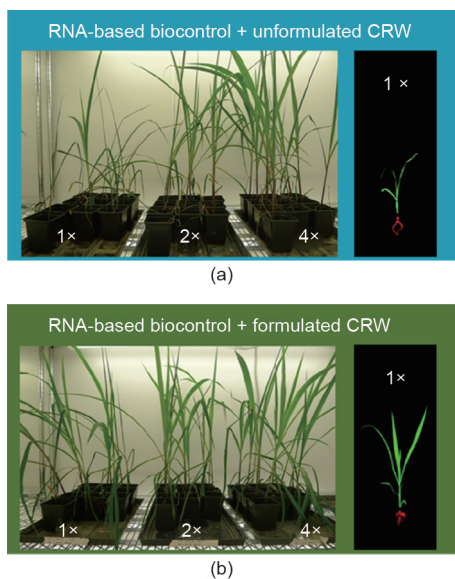 RNA-based biocontrol + unformulated CRW
1 ×
1×
2×
4×
(a)
RNA-based biocontrol + formulated CRW
1×
1×
2×
4×
(b)